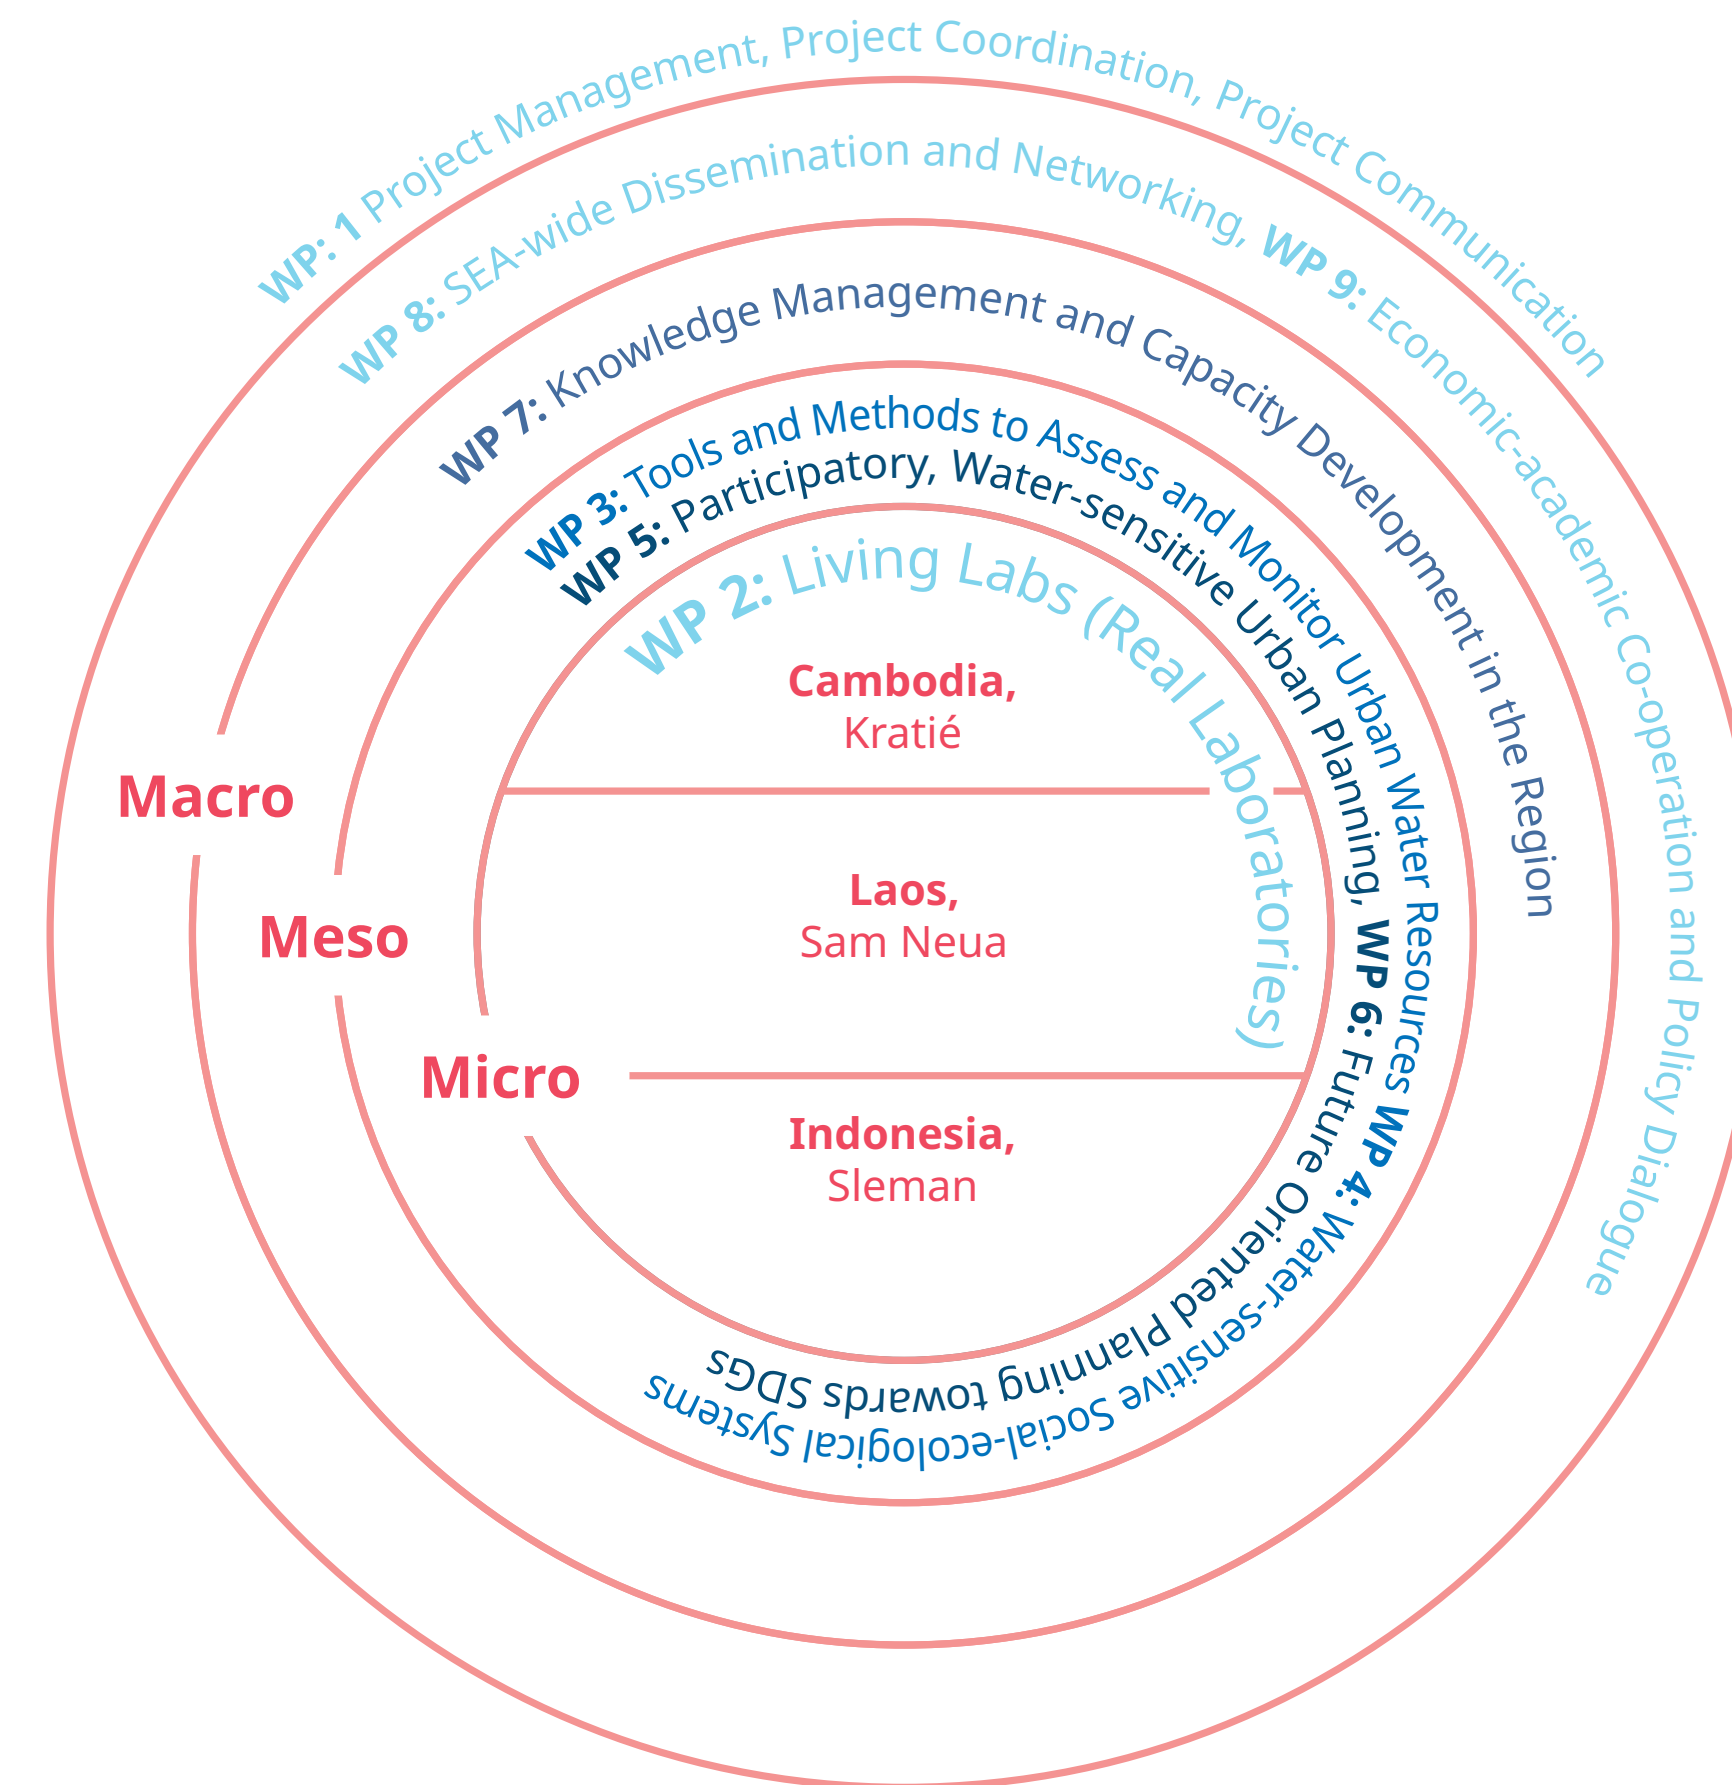 WP: 1 Project Management, Project Coordination, Project Communication
WP 8: SEA-wide Dissemination and Networking, WP 9: Economic-academic Co-operation and Policy Dialogue
WP 7: Knowledge Management and Capacity Development in the Region
WP 3: Tools and Methods to Assess and Monitor Urban Water Resources WP 4: Water-sensitive Social-ecological Systems
WP 5: Participatory, Water-sensitive Urban Planning, WP 6: Future Oriented Planning towards SDGs
WP 2: Living Labs (Real Laboratories)
Cambodia,
Kratié
Macro
Laos,
Sam Neua
Meso
Micro
Indonesia,
Sleman